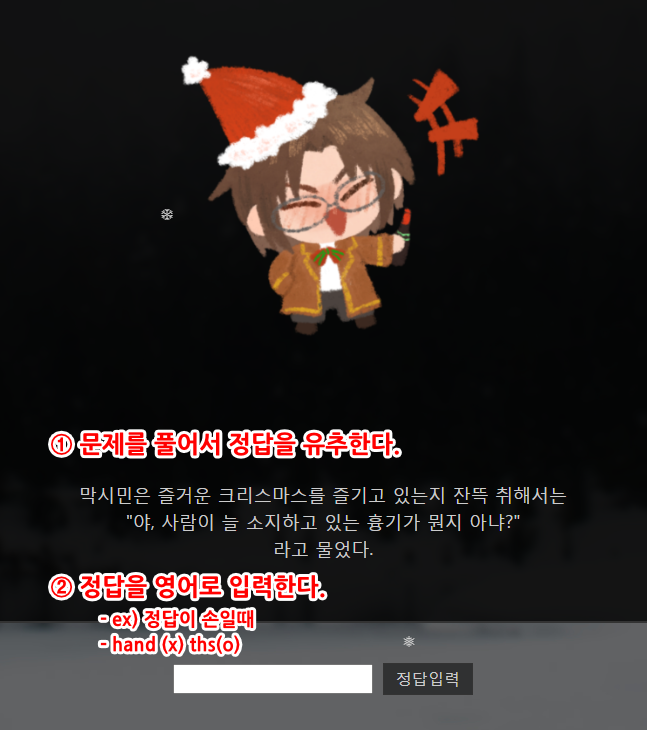 ① 문제를 풀어서 정답을 유추한다.
막시민은 즐거운 크리스마스를 즐기고 있는지 잔뜩 취해서는
"야, 사람이 늘 소지하고 있는 흉기가 뭔지 아냐?"
라고 물었다.
② 정답을 영어로 입력한다.
- ex) 정답이 손일때
- hand (x) ths(o)
정답입력